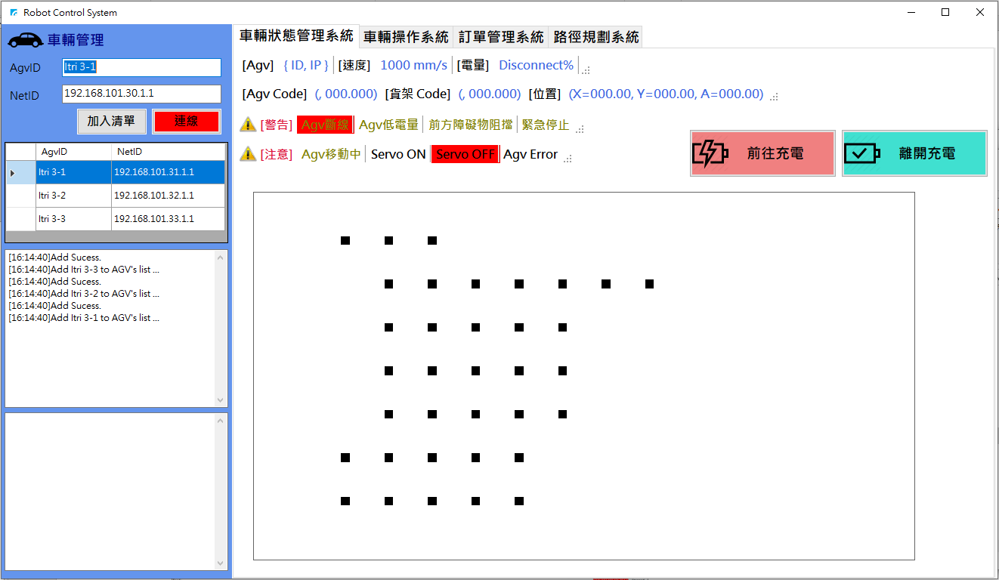 Robot Control System
車輛管理
AgvID Itri 3-1
NetID 192.168.101.30.1.1
加入清單 連線
AgvID NetID
Itri 3-1 192.168.101.31.1.1
Itri 3-2 192.168.101.32.1.1
Itri 3-3 192.168.101.33.1.1
[16:14:40]Add Sucess.
[16:14:40]Add Itri 3-3 to AGV's list ...
[16:14:40]Add Sucess.
[16:14:40]Add Itri 3-2 to AGV's list ...
[16:14:40]Add Sucess.
[16:14:40]Add Itri 3-1 to AGV's list ...
車輛狀態管理系統 車輛操作系統 訂單管理系統 路徑規劃系統
[Agv] { ID, IP } [速度] 1000 mm/s [電量] Disconnect%
[Agv Code] (, 000.000) [貨架 Code] (, 000.000) [位置] (X=000.00, Y=000.00, A=000.00)
[警告] Agv斷線 Agv低電量 前方障礙物阻擋 緊急停止
[注意] Agv移動中 Servo ON Servo OFF Agv Error
前往充電 離開充電